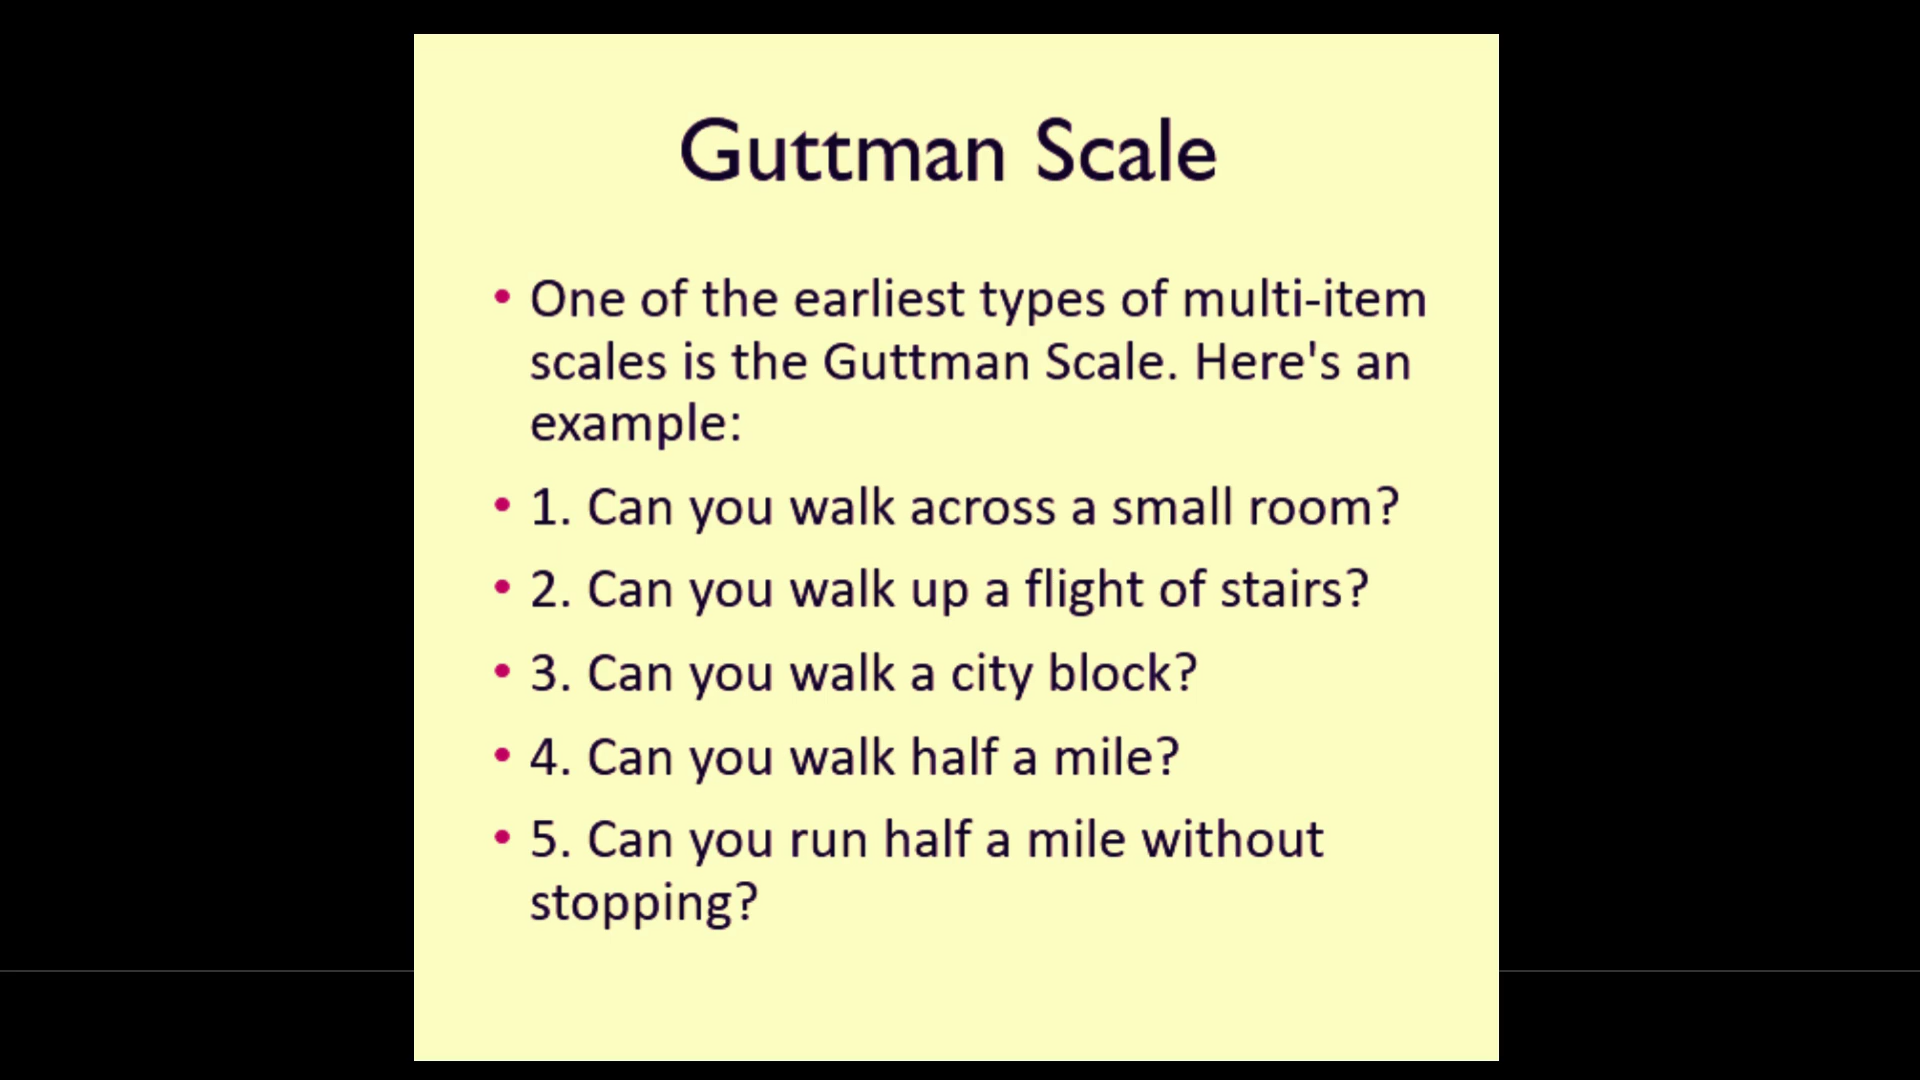 Guttman Scale
• One of the earliest types of multi-item
scales is the Guttman Scale. Here's an
example:
• 1. Can you walk across a small room?
• 2. Can you walk up a flight of stairs?
• 3. Can you walk a city block?
• 4. Can you walk half a mile?
• 5. Can you run half a mile without
stopping?